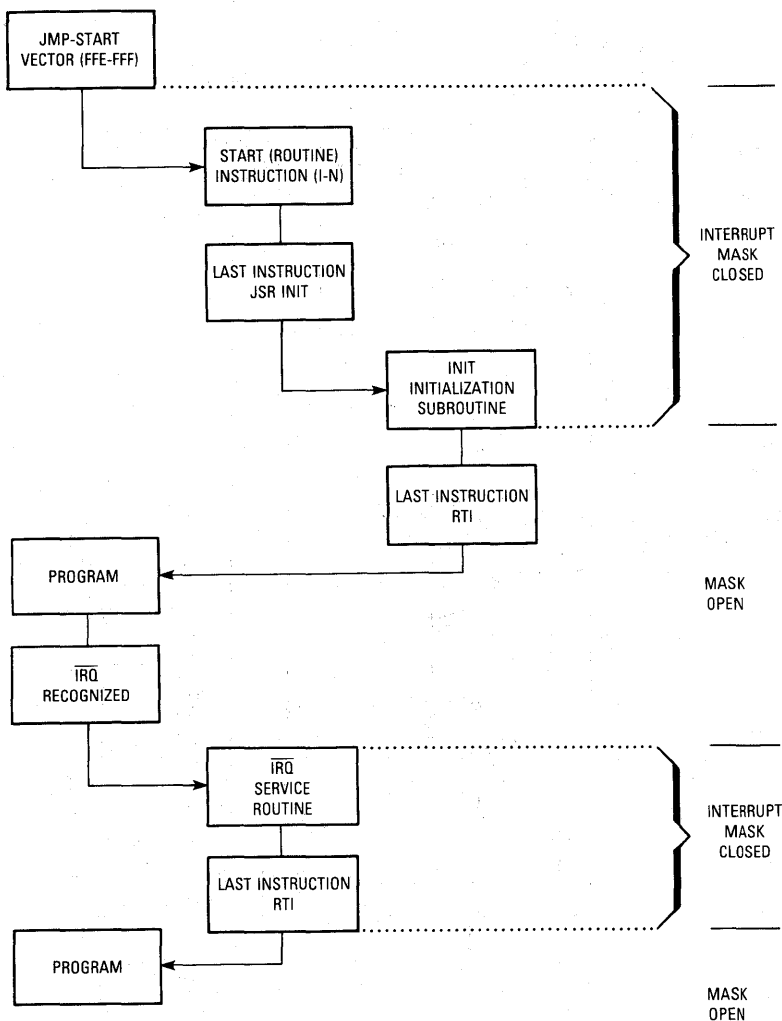 JMP-START
VECTOR (FFE-FFF)
START (ROUTINE)
INSTRUCTION (I-N)
INTERRUPT
MASK
CLOSED
LAST INSTRUCTION
JSR INIT
INIT
INITIALIZATION
SUBROUTINE
LAST INSTRUCTION
RTI
PROGRAM
MASK
OPEN
IRQ
RECOGNIZED
IRQ
SERVICE
ROUTINE
INTERRUPT
MASK
CLOSED
LAST INSTRUCTION
RTI
PROGRAM
MASK
OPEN